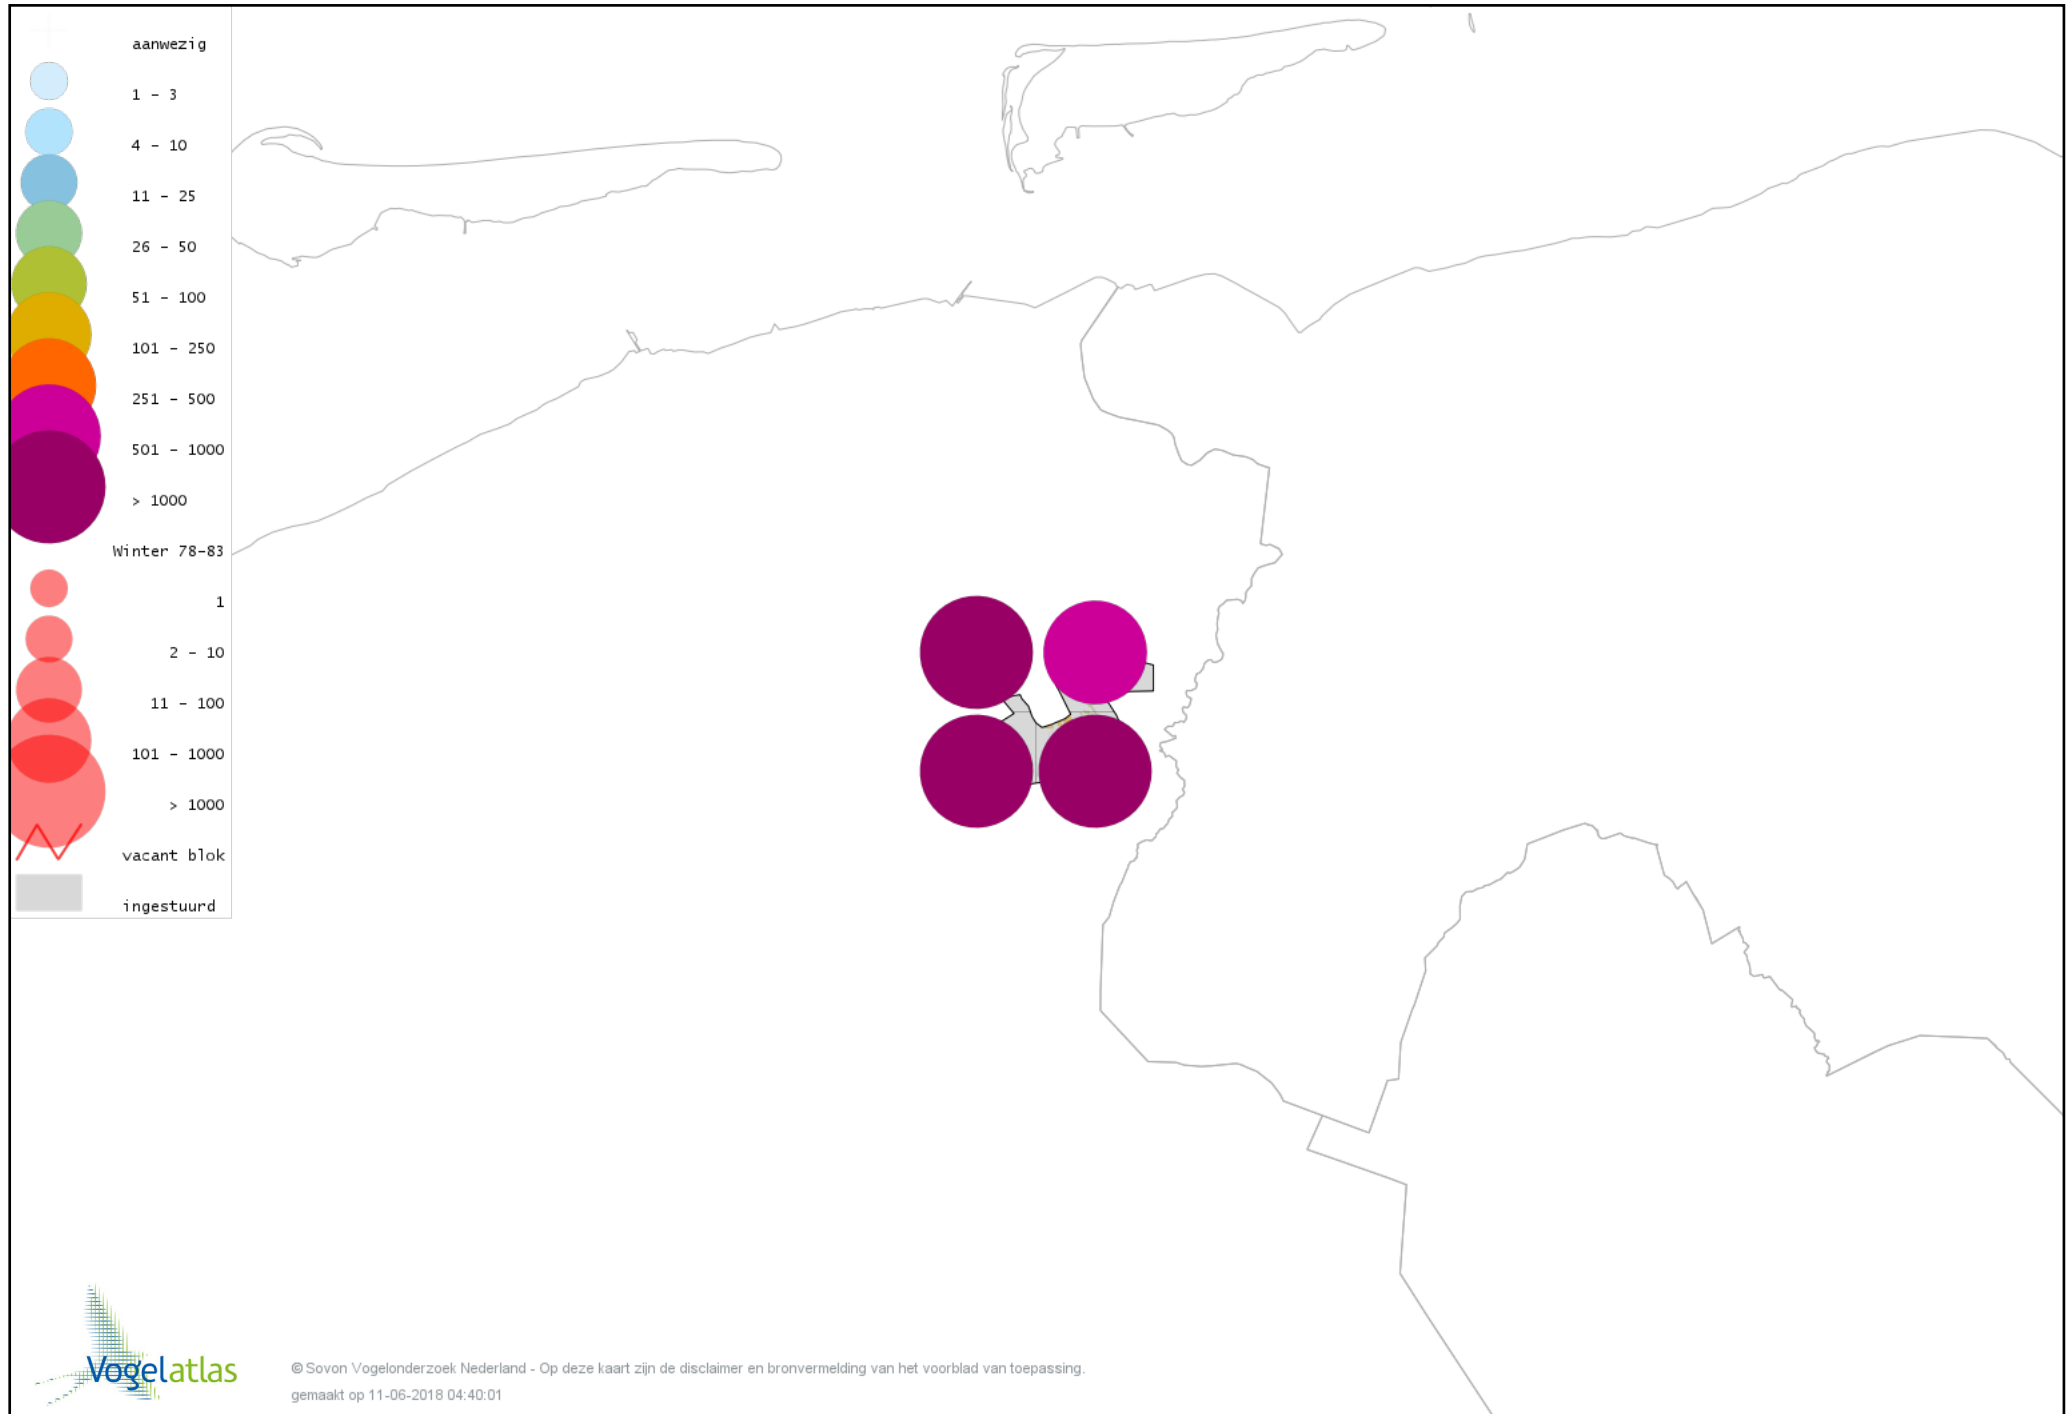 aanwezig
1 - 3
4 - 10
11 - 25
26 - 50
51 - 100
101 - 250
251 - 500
501 - 1000
> 1000
Winter 78-83
1
2 - 10
11 - 100
101 - 1000
> 1000
vacant blok
ingestuurd
Vogelatlas
© Sovon Vogelonderzoek Nederland - Op deze kaart zijn de disclaimer en bronvermelding van het voorblad van toepassing.
gemaakt op 11-06-2018 04:40:01